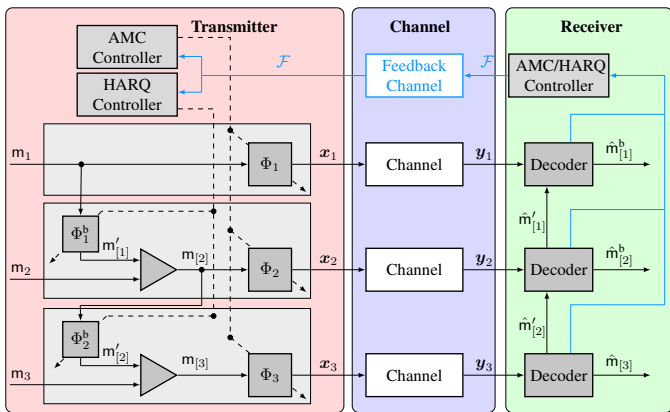 Transmitter
Channel
Receiver
AMC
Controller
HARQ
Controller
ℱ
Feedback
Channel
ℱ
AMC/HARQ
Controller
m₁
Φ₁
x₁
Channel
y₁
Decoder
m̂ᵇ[1]
Φ₁ᵇ
m′[1]
m[2]
m̂′[1]
m₂
Φ₂
x₂
Channel
y₂
Decoder
m̂ᵇ[2]
Φ₂ᵇ
m′[2]
m[3]
m̂′[2]
m₃
Φ₃
x₃
Channel
y₃
Decoder
m̂[3]